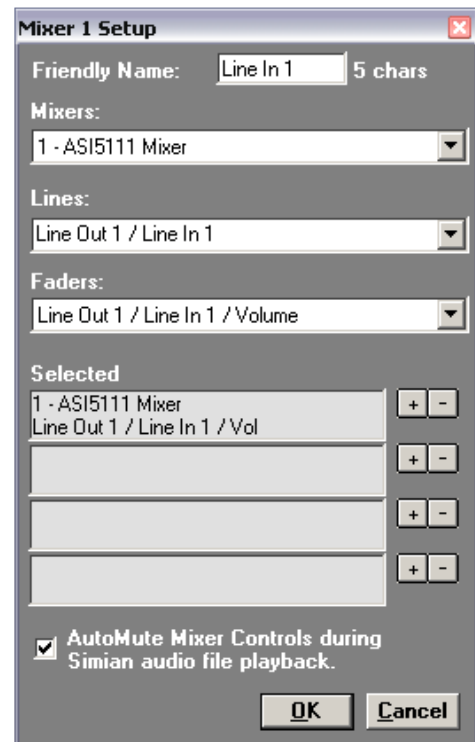 Mixer 1 Setup
Friendly Name: Line In 1 5 chars
Mixers:
1 - ASI5111 Mixer
Lines:
Line Out 1 / Line In 1
Faders:
Line Out 1 / Line In 1 / Volume
Selected
1 - ASI5111 Mixer
Line Out 1 / Line In 1 / Vol
+ -
+ -
+ -
+ -
AutoMute Mixer Controls during
Simian audio file playback.
OK Cancel